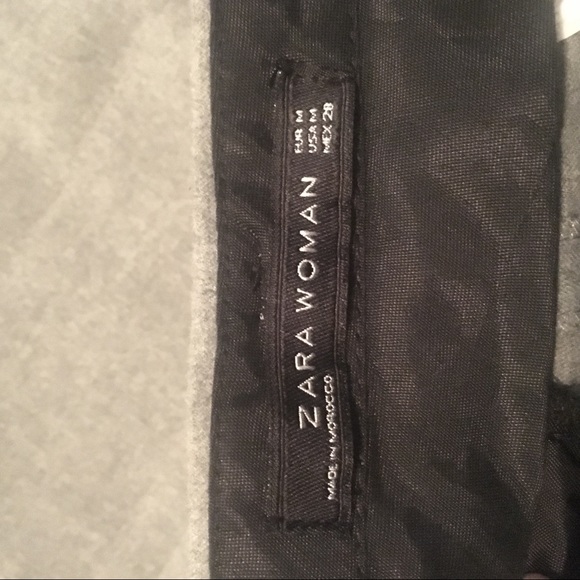 ZARA WOMAN
MADE IN MOROCCO
EUR M
USA M
MEX 28